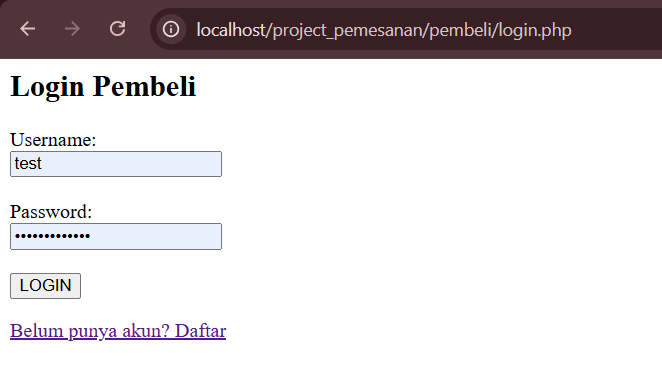 localhost/project_pemesanan/pembeli/login.php
Login Pembeli
Username:
test
Password:
•••••••••••••
LOGIN
Belum punya akun? Daftar